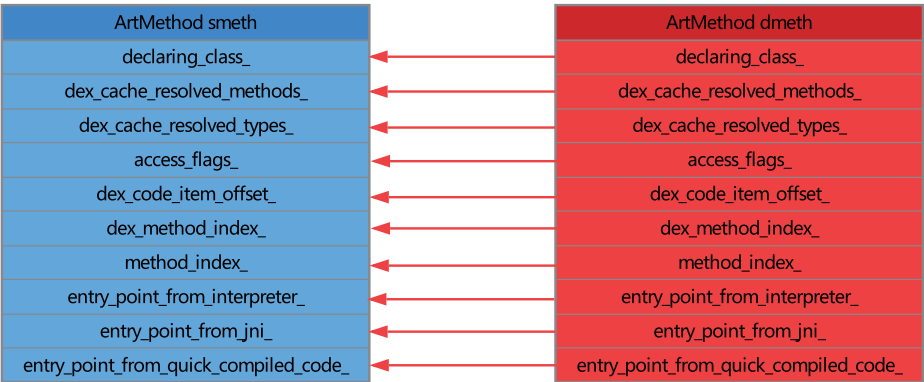 ArtMethod smeth
declaring_class_
dex_cache_resolved_methods_
dex_cache_resolved_types_
access_flags_
dex_code_item_offset_
dex_method_index_
method_index_
entry_point_from_interpreter_
entry_point_from_jni_
entry_point_from_quick_compiled_code_
ArtMethod dmeth
declaring_class_
dex_cache_resolved_methods_
dex_cache_resolved_types_
access_flags_
dex_code_item_offset_
dex_method_index_
method_index_
entry_point_from_interpreter_
entry_point_from_jni_
entry_point_from_quick_compiled_code_